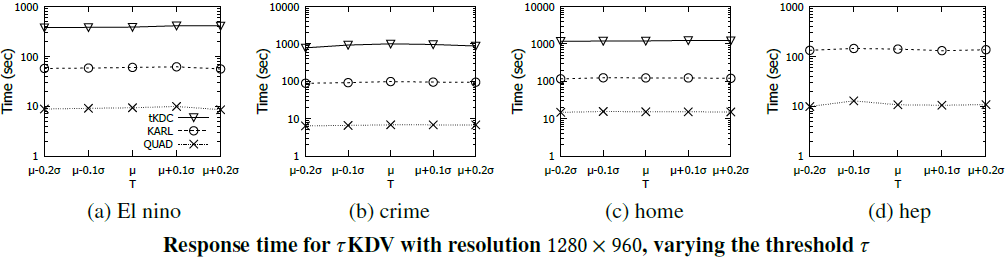 1000
100
10
1
Time (sec)
tKDC
KARL
QUAD
μ-0.2σ μ-0.1σ μ μ+0.1σ μ+0.2σ
T
(a) El nino
10000
1000
100
10
1
Time (sec)
μ-0.2σ μ-0.1σ μ μ+0.1σ μ+0.2σ
T
(b) crime
10000
1000
100
10
1
Time (sec)
μ-0.2σ μ-0.1σ μ μ+0.1σ μ+0.2σ
T
(c) home
1000
100
10
1
Time (sec)
μ-0.2σ μ-0.1σ μ μ+0.1σ μ+0.2σ
T
(d) hep
Response time for τKDV with resolution 1280 × 960, varying the threshold τ